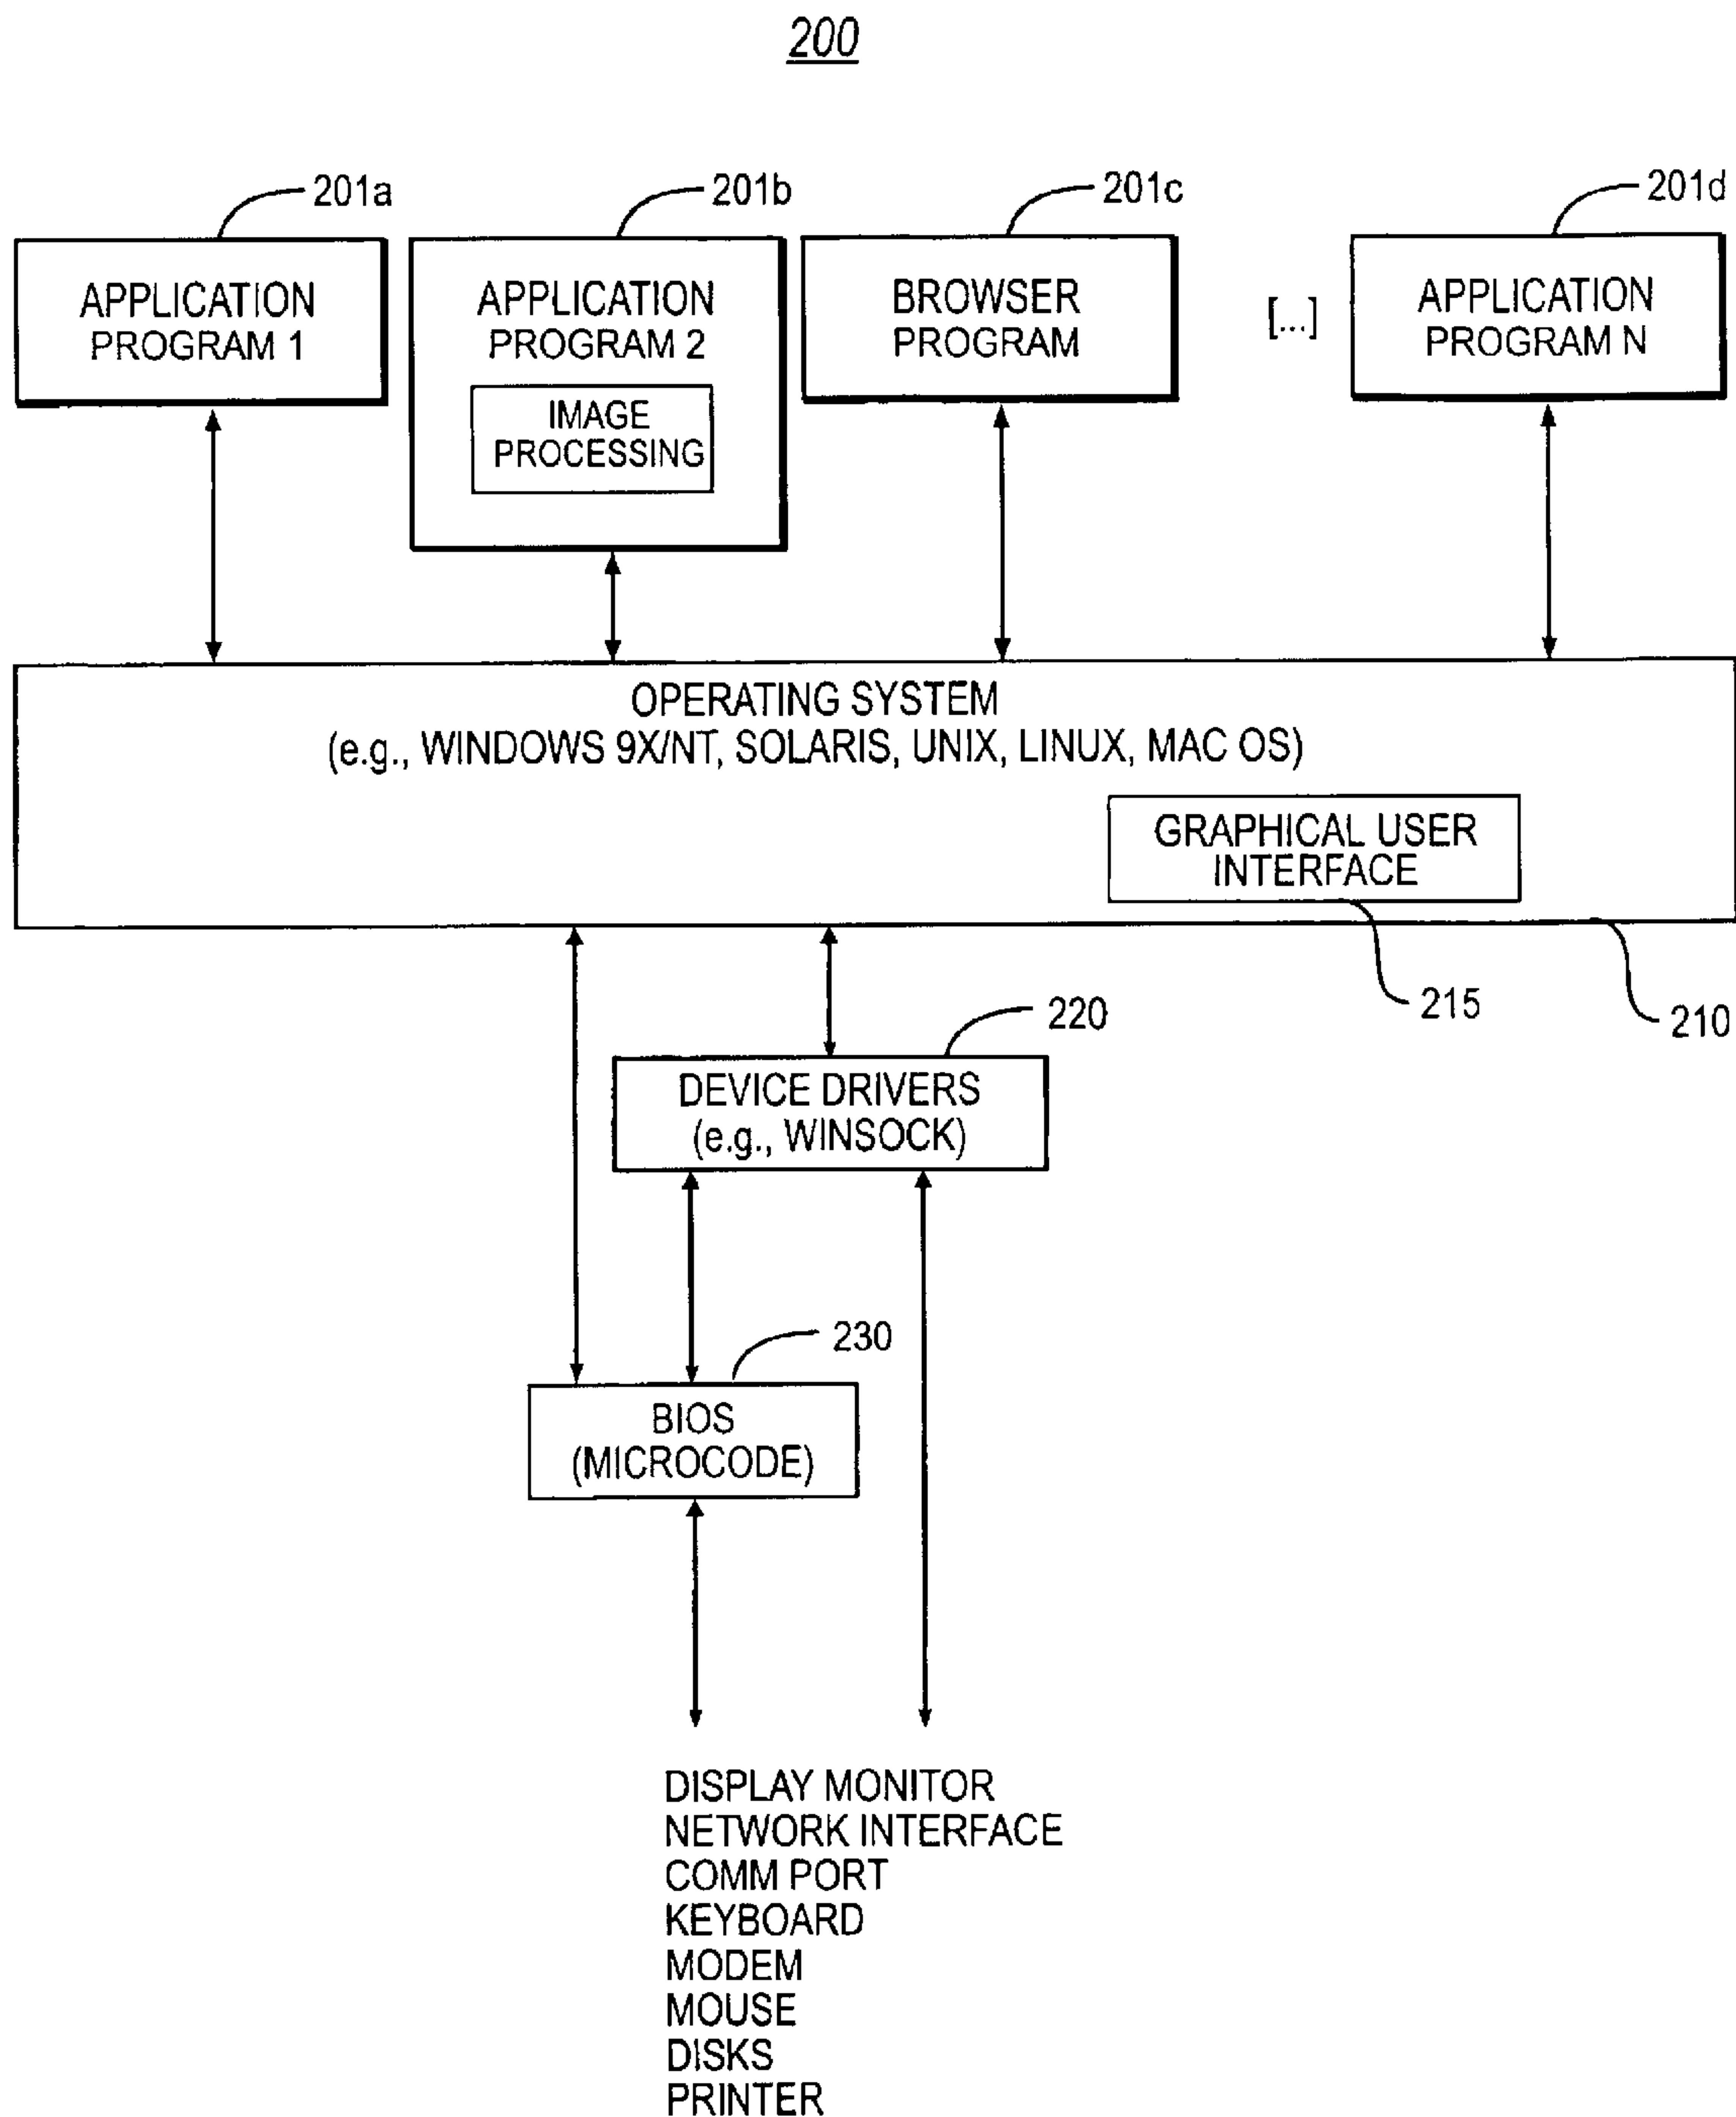 200
201a
201b
201c
201d
APPLICATION
PROGRAM 1
APPLICATION
PROGRAM 2
IMAGE
PROCESSING
BROWSER
PROGRAM
[...]
APPLICATION
PROGRAM N
OPERATING SYSTEM
(e.g., WINDOWS 9X/NT, SOLARIS, UNIX, LINUX, MAC OS)
GRAPHICAL USER
INTERFACE
215
210
220
DEVICE DRIVERS
(e.g., WINSOCK)
230
BIOS
(MICROCODE)
DISPLAY MONITOR
NETWORK INTERFACE
COMM PORT
KEYBOARD
MODEM
MOUSE
DISKS
PRINTER